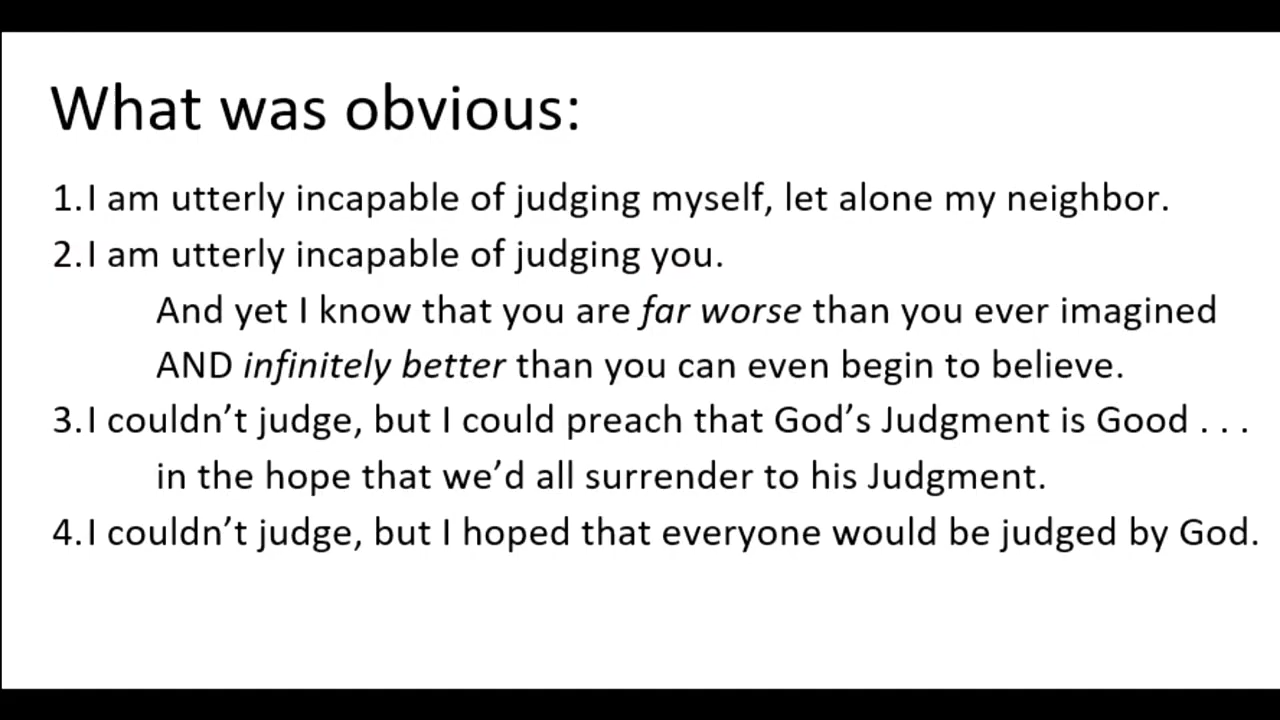 What was obvious:
1.I am utterly incapable of judging myself, let alone my neighbor.
2.I am utterly incapable of judging you.
And yet I know that you are far worse than you ever imagined
AND infinitely better than you can even begin to believe.
3.I couldn’t judge, but I could preach that God’s Judgment is Good . . .
in the hope that we’d all surrender to his Judgment.
4.I couldn’t judge, but I hoped that everyone would be judged by God.